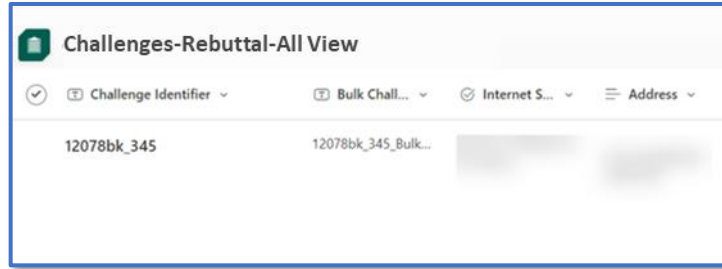 Challenges-Rebuttal-All View
Challenge Identifier Bulk Chall... Internet S... Address
12078bk_345 12078bk_345_Bulk...